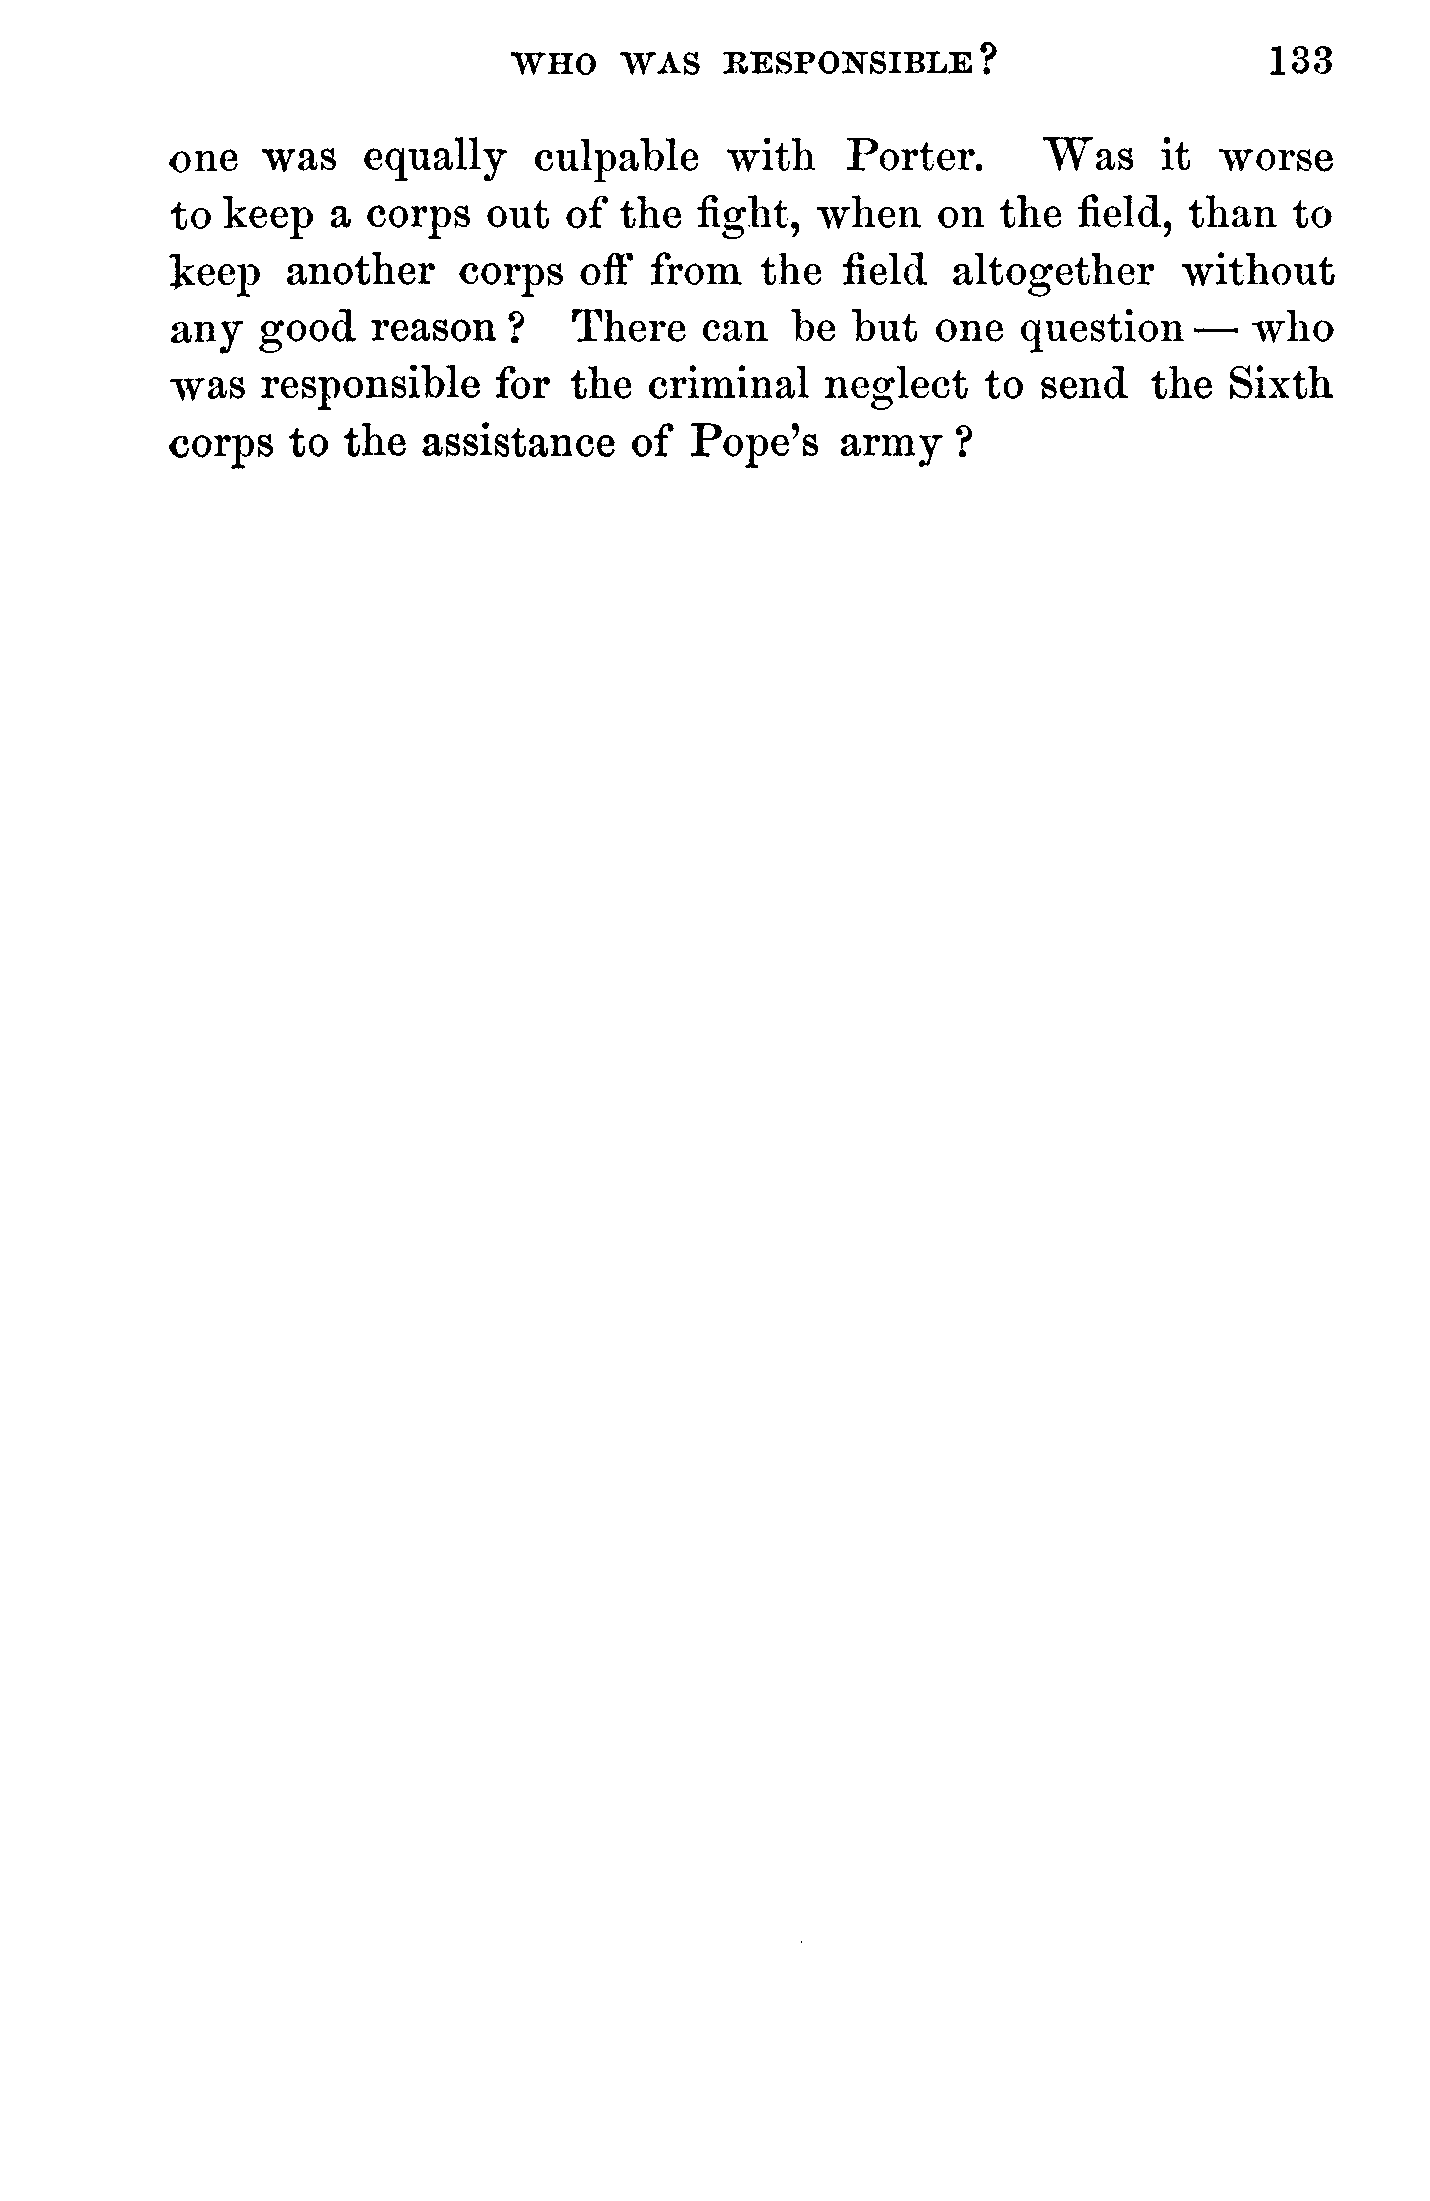 WHO WAS RESPONSIBLE? 133
one was equally culpable with Porter. Was it worse
to keep a corps out of the fight, when on the field, than to
keep another corps off from the field altogether without
any good reason? There can be but one question — who
was responsible for the criminal neglect to send the Sixth
corps to the assistance of Pope's army?